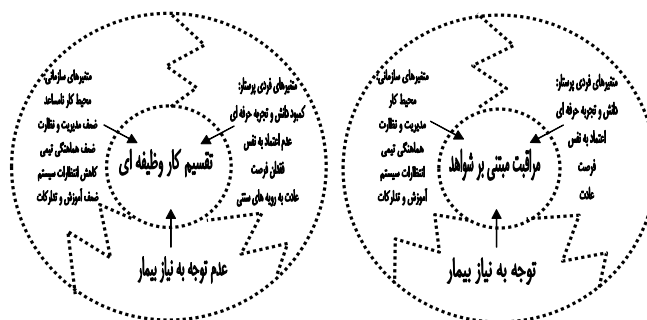 متغیرهای فردی پرستار:
دانش و تجربه حرفه ای
اعتماد به نفس
فرصت
عادت
متغیرهای سازمانی:
محیط کار
مدیریت و نظارت
هماهنگی تیمی
انتظارات سیستم
آموزش و تدارکات
مراقبت مبتنی بر شواهد
توجه به نیاز بیمار
متغیرهای فردی پرستار:
کمبود دانش و تجربه حرفه ای
عدم اعتماد به نفس
فقدان فرصت
عادت به رویه های سنتی
متغیرهای سازمانی:
محیط کار نامساعد
ضعف مدیریت و نظارت
ضعف هماهنگی تیمی
کاهش انتظارات سیستم
ضعف آموزش و تدارکات
تقسیم کار وظیفه ای
عدم توجه به نیاز بیمار